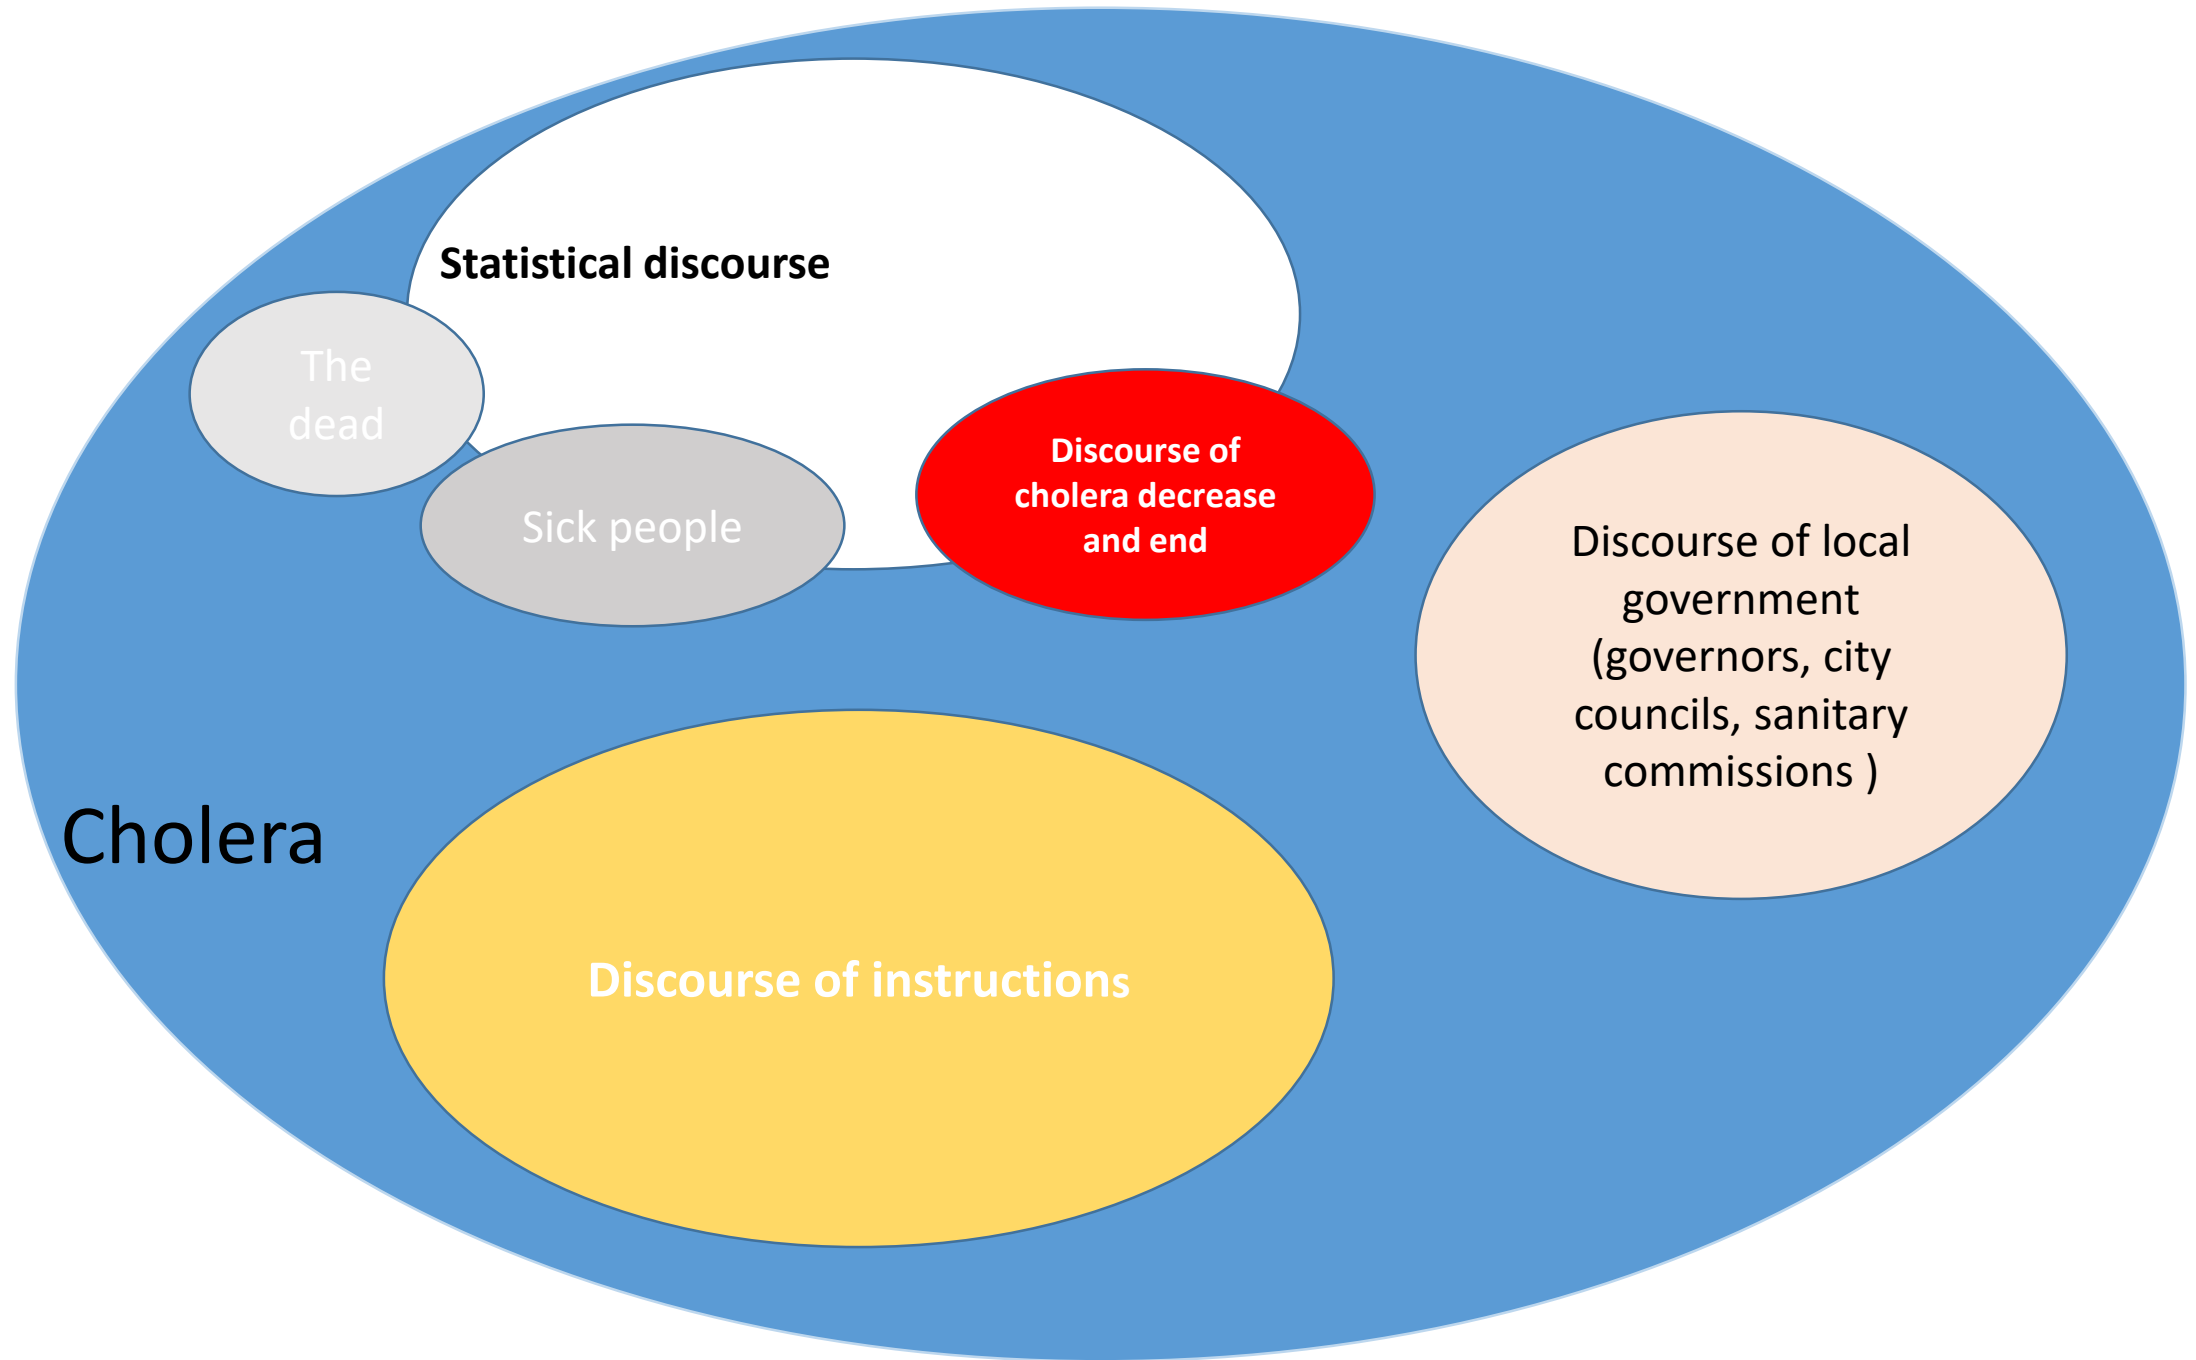 Statistical discourse
The
dead
Sick people
Discourse of
cholera decrease
and end
Discourse of local
government
(governors, city
councils, sanitary
commissions )
Cholera
Discourse of instructions